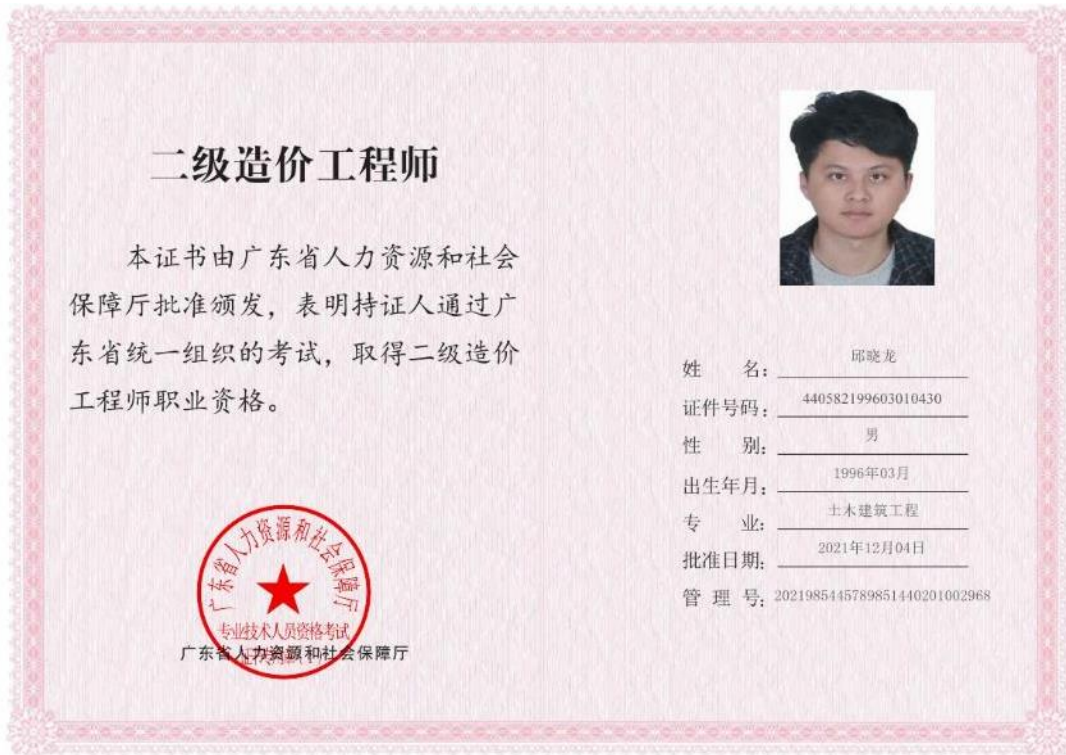 二级造价工程师
本证书由广东省人力资源和社会
保障厅批准颁发，表明持证人通过广
东省统一组织的考试，取得二级造价
工程师职业资格。
广东省人力资源和社会保障厅
专业技术人员资格考试
广东省人力资源和社会保障厅
姓 名：邱晓龙
证件号码：440582199603010430
性 别：男
出生年月：1996年03月
专 业：土木建筑工程
批准日期：2021年12月04日
管 理 号：20219854457898514402010029​68